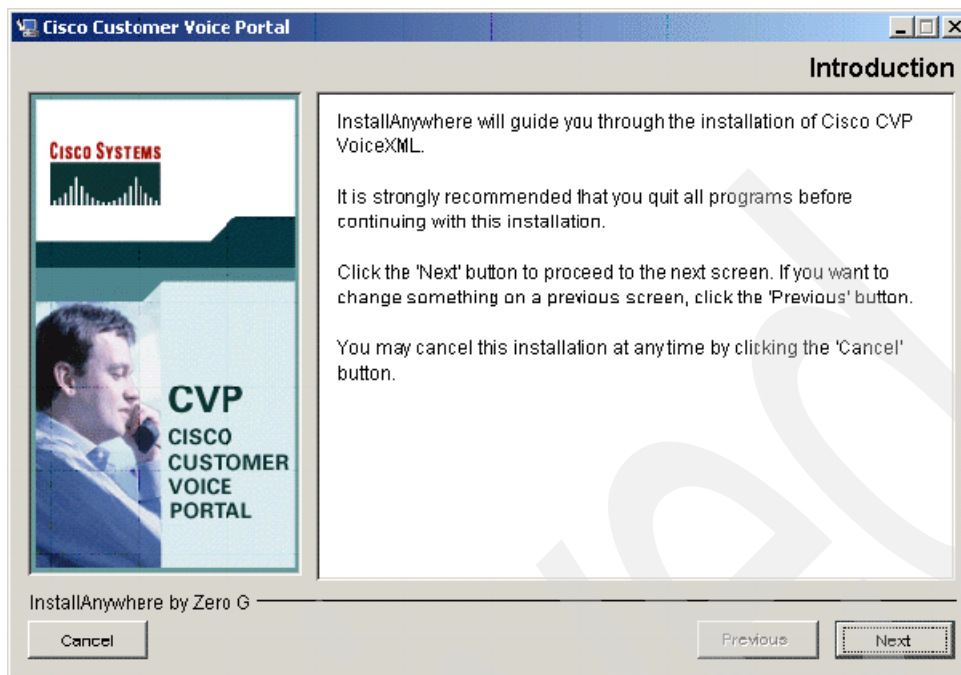 Cisco Customer Voice Portal
Introduction
CISCO SYSTEMS
CVP
CISCO
CUSTOMER
VOICE
PORTAL
InstallAnywhere will guide you through the installation of Cisco CVP
VoiceXML.
It is strongly recommended that you quit all programs before
continuing with this installation.
Click the 'Next' button to proceed to the next screen. If you want to
change something on a previous screen, click the 'Previous' button.
You may cancel this installation at any time by clicking the 'Cancel'
button.
InstallAnywhere by Zero G
Cancel
Previous
Next